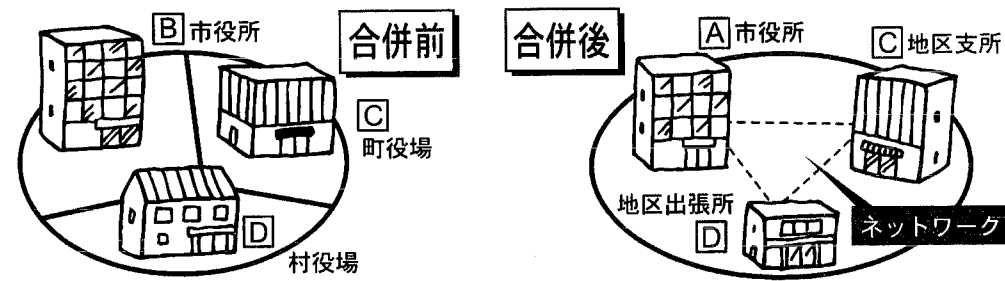 合併前
B 市役所
C
町役場
D
村役場
合併後
A 市役所
C 地区支所
地区出張所
D
ネットワーク